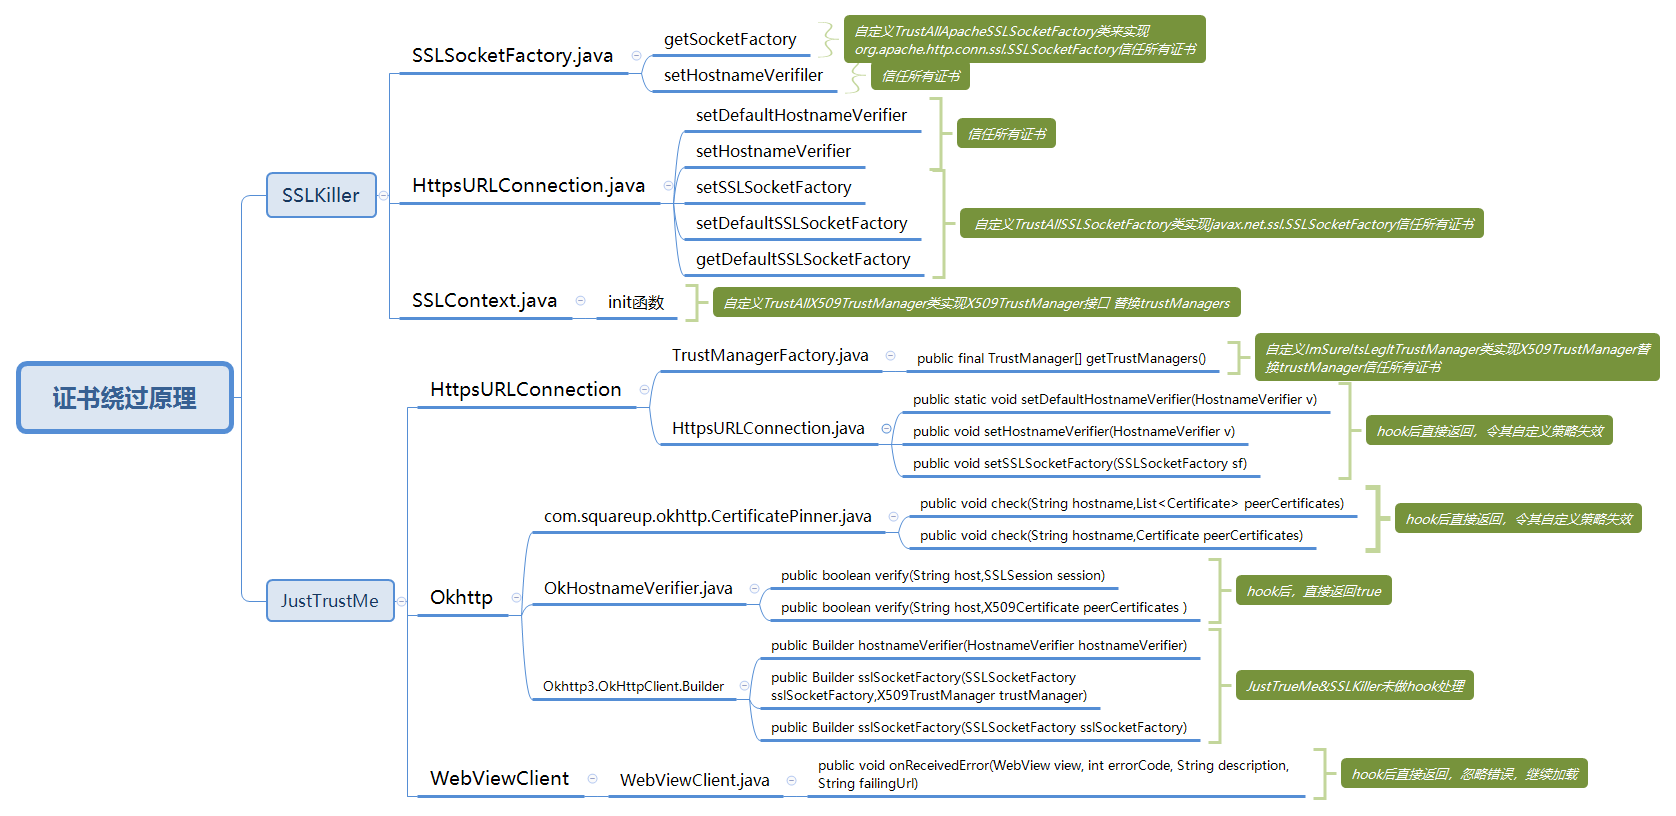 证书绕过原理
SSLKiller
SSLSocketFactory.java
getSocketFactory
自定义TrustAllApacheSSLSocketFactory类来实现
org.apache.http.conn.ssl.SSLSocketFactory信任所有证书
setHostnameVerifiler
信任所有证书
HttpsURLConnection.java
setDefaultHostnameVerifier
setHostnameVerifier
信任所有证书
setSSLSocketFactory
setDefaultSSLSocketFactory
getDefaultSSLSocketFactory
自定义TrustAllSSLSocketFactory类实现javax.net.ssl.SSLSocketFactory信任所有证书
SSLContext.java
init函数
自定义TrustAllX509TrustManager类实现X509TrustManager接口 替换trustManagers
JustTrustMe
HttpsURLConnection
TrustManagerFactory.java
public final TrustManager[] getTrustManagers()
自定义ImSureItsLegitTrustManager类实现X509TrustManager替
换trustManager信任所有证书
HttpsURLConnection.java
public static void setDefaultHostnameVerifier(HostnameVerifier v)
public void setHostnameVerifier(HostnameVerifier v)
public void setSSLSocketFactory(SSLSocketFactory sf)
hook后直接返回，令其自定义策略失效
Okhttp
com.squareup.okhttp.CertificatePinner.java
public void check(String hostname,List<Certificate> peerCertificates)
public void check(String hostname,Certificate peerCertificates)
hook后直接返回，令其自定义策略失效
OkHostnameVerifier.java
public boolean verify(String host,SSLSession session)
public boolean verify(String host,X509Certificate peerCertificates )
hook后，直接返回true
Okhttp3.OkHttpClient.Builder
public Builder hostnameVerifier(HostnameVerifier hostnameVerifier)
public Builder sslSocketFactory(SSLSocketFactory
sslSocketFactory,X509TrustManager trustManager)
public Builder sslSocketFactory(SSLSocketFactory sslSocketFactory)
JustTrueMe&SSLKiller未做hook处理
WebViewClient
WebViewClient.java
public void onReceivedError(WebView view, int errorCode, String description,
String failingUrl)
hook后直接返回，忽略错误，继续加载